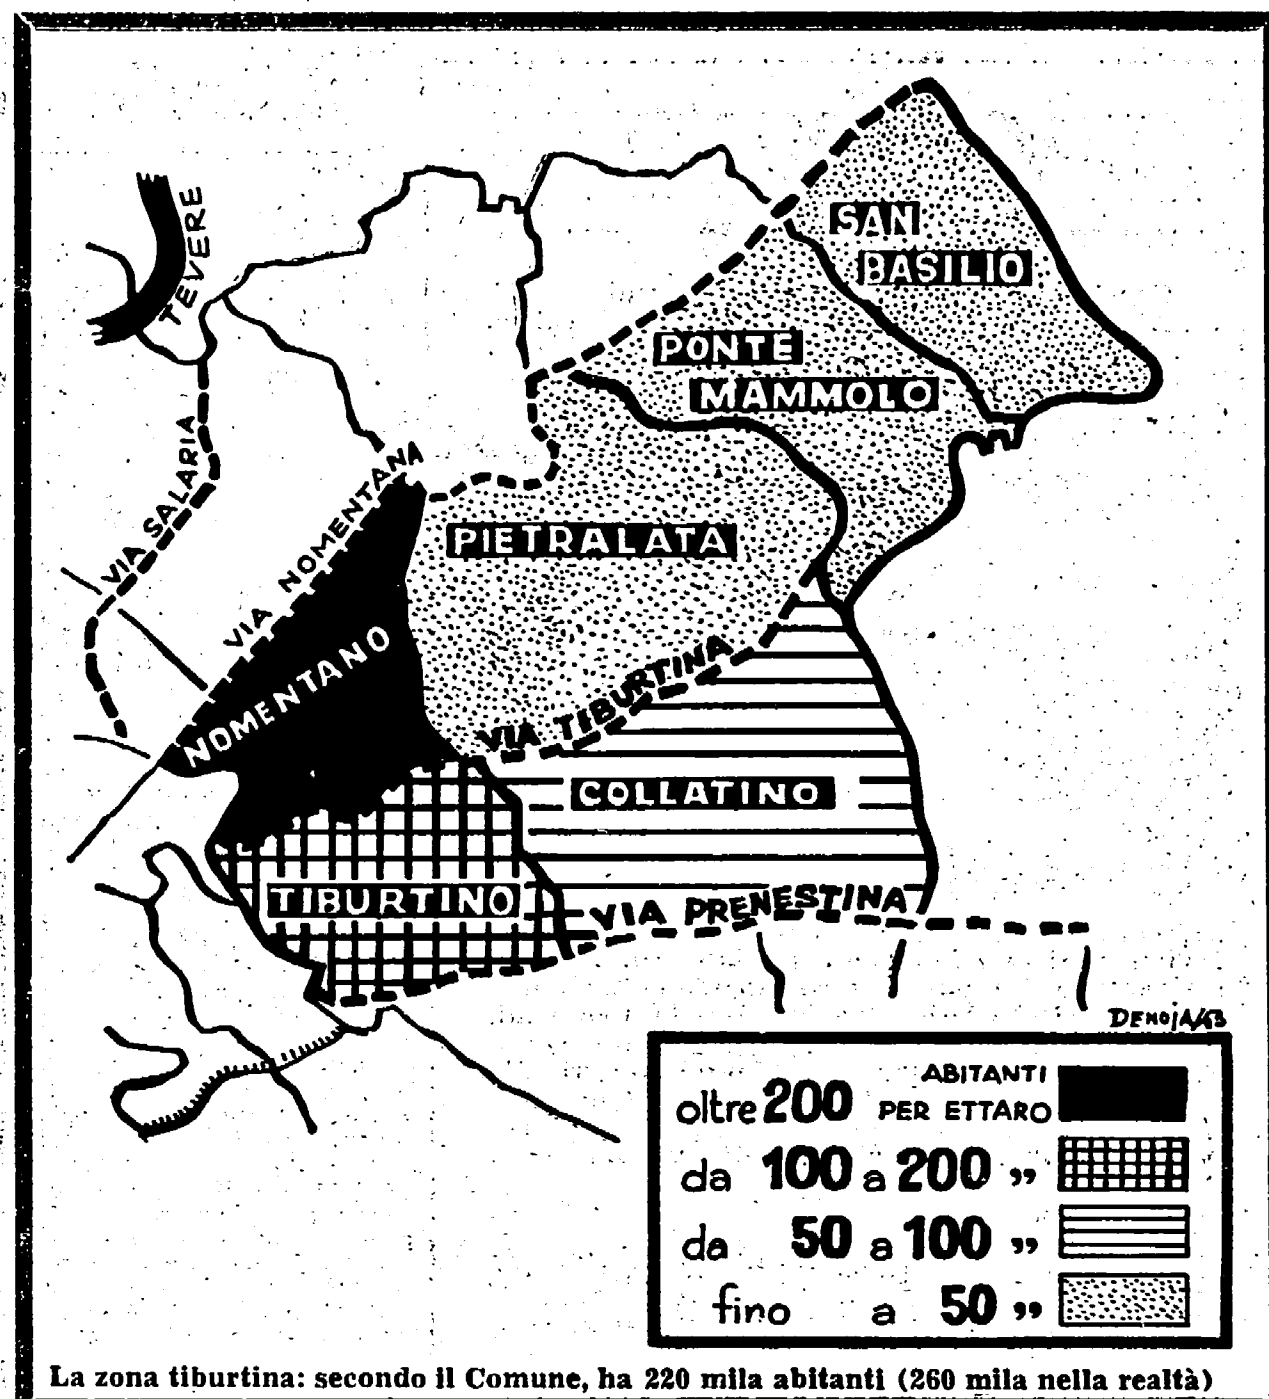 TEVERE
SAN
BASILIO
PONTE
MAMMOLO
VIA SALARIA
VIA NOMENTANA
PIETRALATA
NOMENTANO
VIA TIBURTINA
COLLATINO
TIBURTINO
VIA PRENESTINA
ABITANTI
oltre 200 PER ETTARO
da 100 a 200 ”
da 50 a 100 ”
fino a 50 ”
La zona tiburtina: secondo il Comune, ha 220 mila abitanti (260 mila nella realtà)